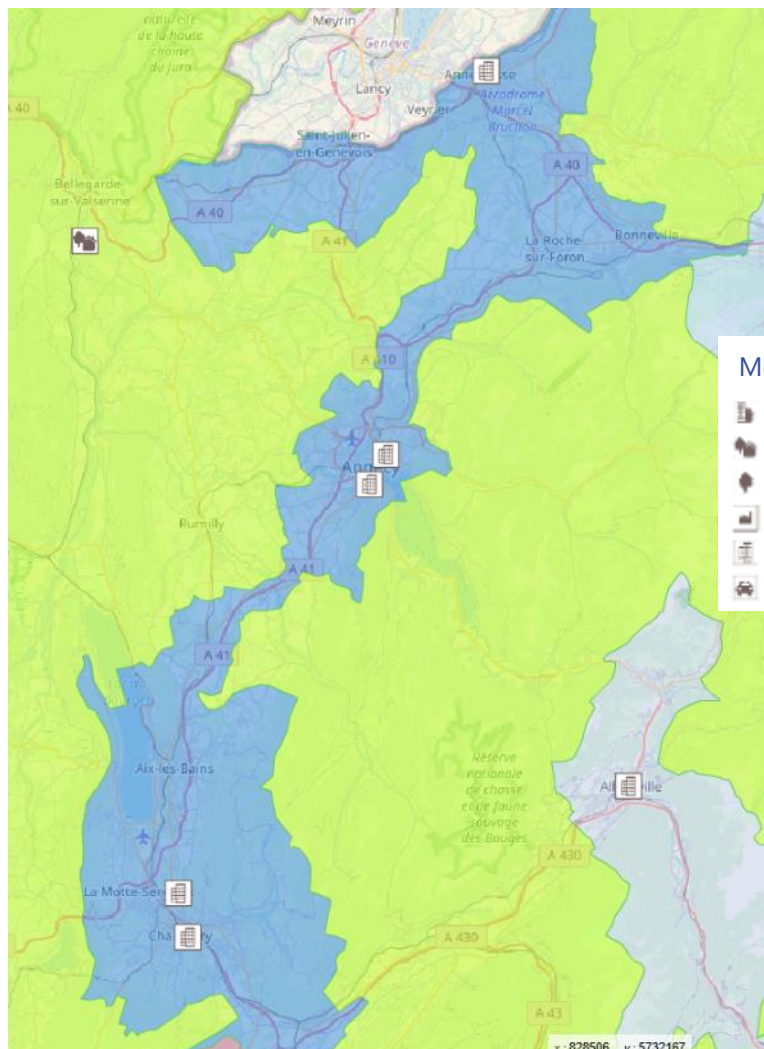 naturelle
de la haute
chaîne
du Jura
Meyrin
Genève
Lancy
Veyrier
Aérodrome
Marcel
Bruchon
Saint-Julien-
en-Genevois
A 40
Bellegarde-
sur-Valserine
A 40
A 40
A 41
La Roche-
sur-Foron
Bonneville
A 410
Rumilly
A 41
A 41
Aix-les-Bains
Réserve
nationale
de chasse
et de faune
sauvage
des Bauges
A 430
A 430
A 43
x : 828506 y : 5732167